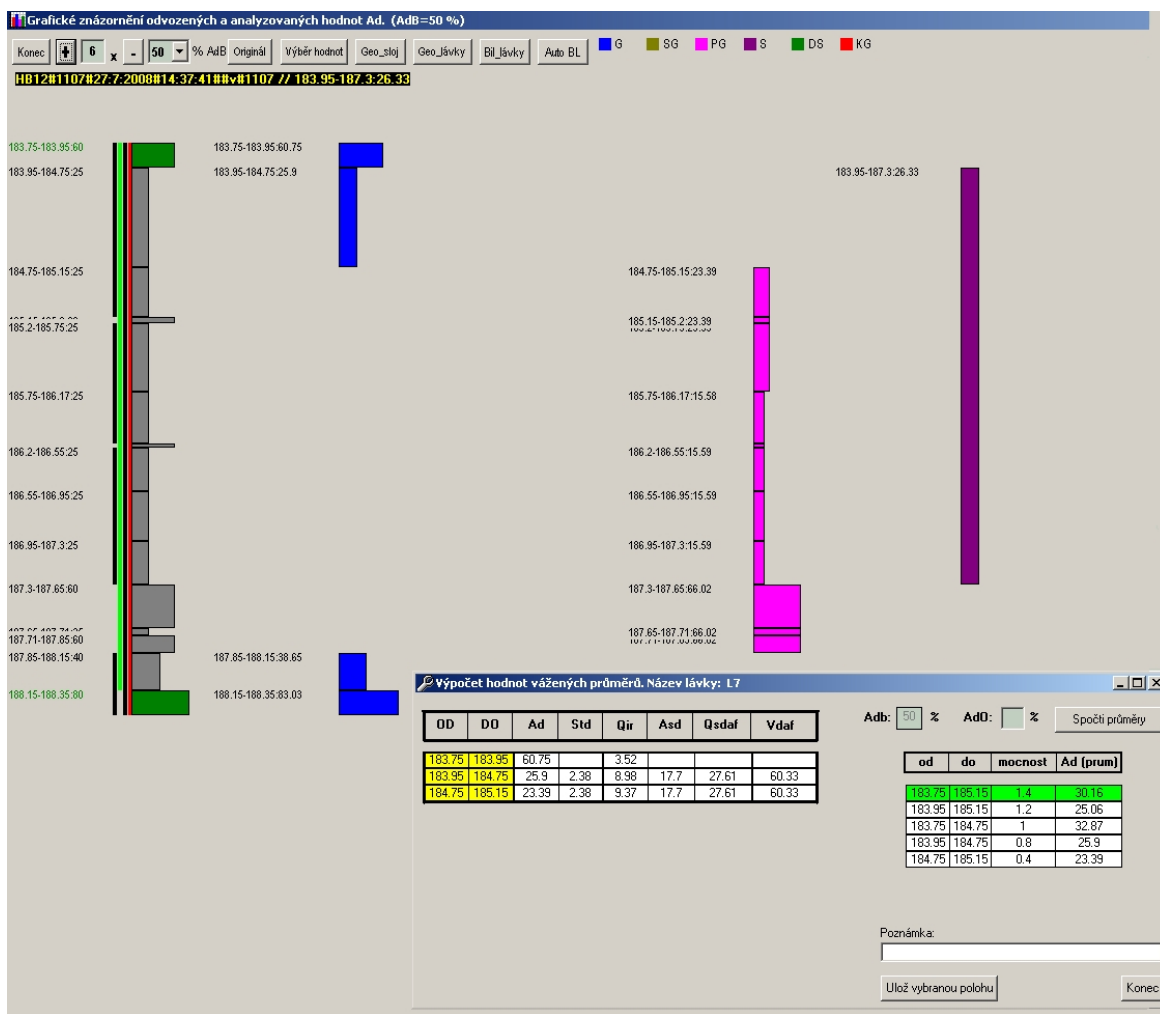 Grafické znázornění odvozených a analyzovaných hodnot Ad. (AdB=50 %)
Konec + 6 x - 50 % AdB Originál Výběr hodnot Geo_sloj Geo_lávky Bil_lávky Auto BL G SG PG S DS KG
HB12#1107#27:7:2008#14:37:41##v#1107 // 183.95-187.3:26.33
183.75-183.95:60 183.75-183.95:60.75
183.95-184.75:25 183.95-184.75:25.9 183.95-187.3:26.33
184.75-185.15:25 184.75-185.15:23.39
185.15-185.2:23.39
185.2-185.75:25
185.75-186.17:25 185.75-186.17:15.58
186.2-186.55:25 186.2-186.55:15.59
186.55-186.95:25 186.55-186.95:15.59
186.95-187.3:25 186.95-187.3:15.59
187.3-187.65:60 187.3-187.65:66.02
187.65-187.71:66.02
187.71-187.85:60
187.85-188.15:40 187.85-188.15:38.65
188.15-188.35:80 188.15-188.35:83.03
Výpočet hodnot vážených průměrů. Název lávky: L7
Adb: 50 % AdO: % Spočti průměry
OD DO Ad Std Qir Asd Qsdaf Vdaf
183.75 183.95 60.75 3.52
183.95 184.75 25.9 2.38 8.98 17.7 27.61 60.33
184.75 185.15 23.39 2.38 9.37 17.7 27.61 60.33
od do mocnost Ad (prum)
183.75 185.15 1.4 30.16
183.95 185.15 1.2 25.06
183.75 184.75 1 32.87
183.95 184.75 0.8 25.9
184.75 185.15 0.4 23.39
Poznámka:
Ulož vybranou polohu Konec